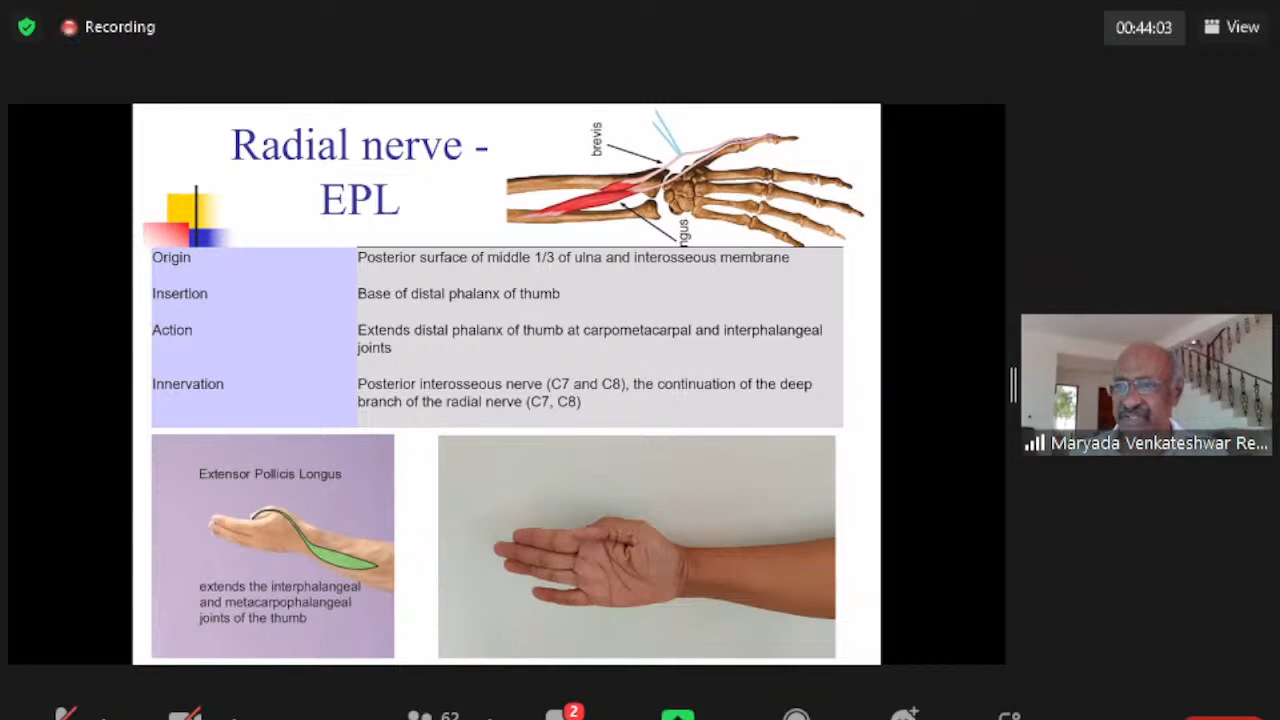 Recording
00:44:03
View
Radial nerve -
EPL
brevis
ngus
Origin
Posterior surface of middle 1/3 of ulna and interosseous membrane
Insertion
Base of distal phalanx of thumb
Action
Extends distal phalanx of thumb at carpometacarpal and interphalangeal
joints
Innervation
Posterior interosseous nerve (C7 and C8), the continuation of the deep
branch of the radial nerve (C7, C8)
Extensor Pollicis Longus
extends the interphalangeal
and metacarpophalangeal
joints of the thumb
Maryada Venkateshwar Re...
62
2